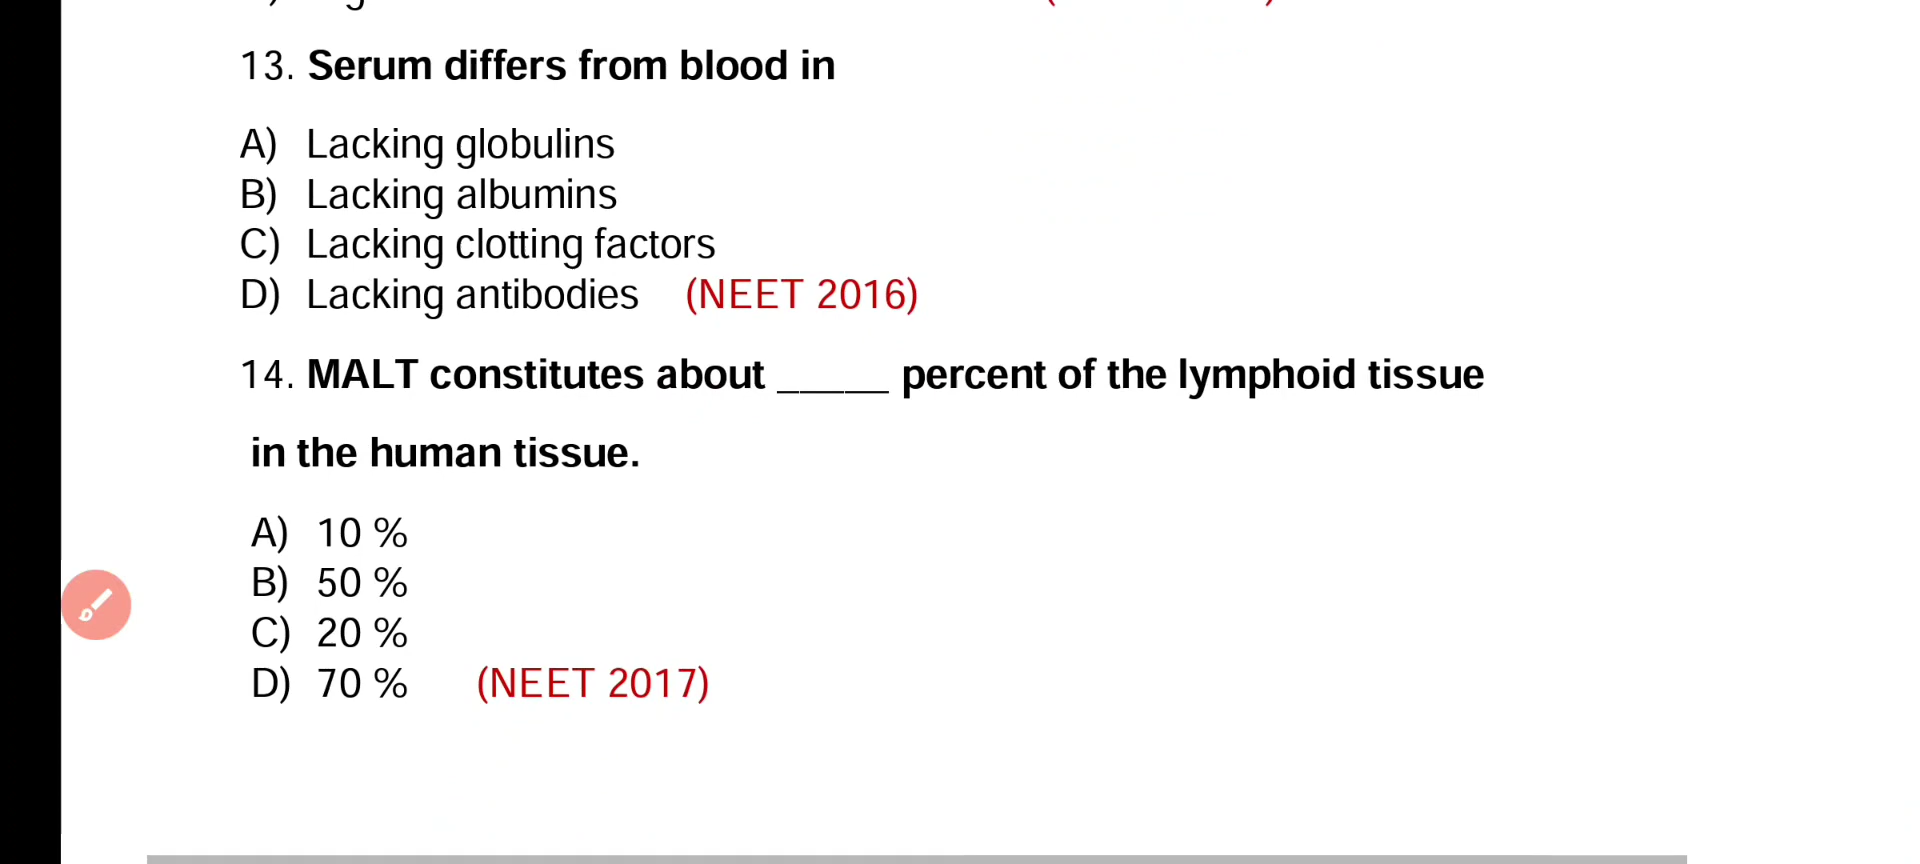 13. Serum differs from blood in
A) Lacking globulins
B) Lacking albumins
C) Lacking clotting factors
D) Lacking antibodies (NEET 2016)
14. MALT constitutes about _____ percent of the lymphoid tissue
in the human tissue.
A) 10 %
B) 50 %
C) 20 %
D) 70 % (NEET 2017)